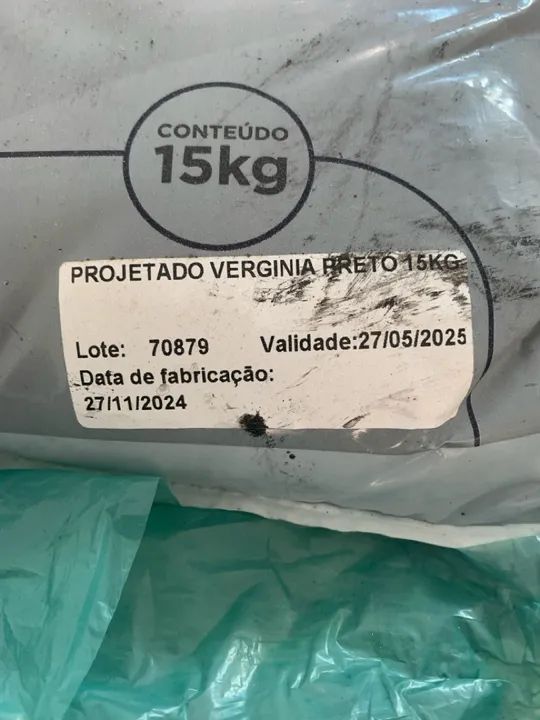 CONTEÚDO
15kg
PROJETADO VERGINIA PRETO 15KG
Lote: 70879 Validade:27/05/2025
Data de fabricação:
27/11/2024